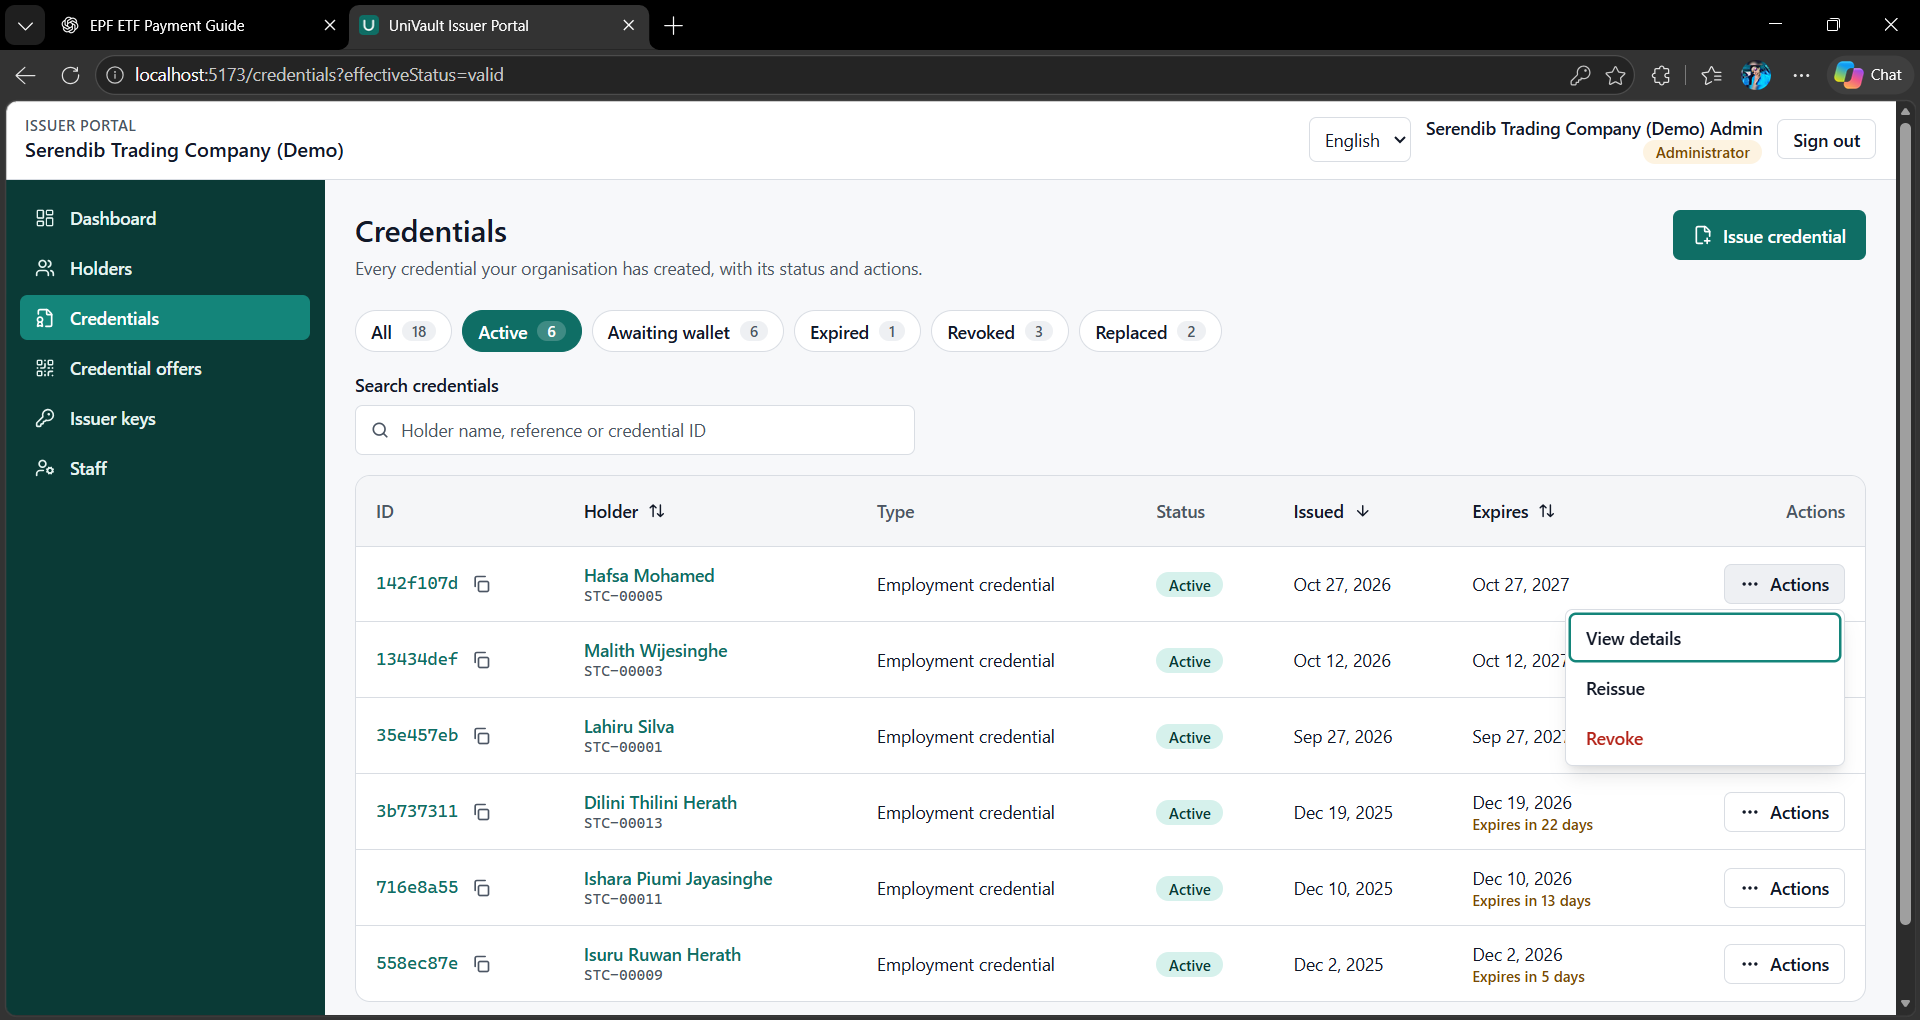 EPF ETF Payment Guide
UniVault Issuer Portal
localhost:5173/credentials?effectiveStatus=valid
Chat
ISSUER PORTAL
Serendib Trading Company (Demo)
English
Serendib Trading Company (Demo) Admin
Administrator
Sign out
Dashboard
Holders
Credentials
Credential offers
Issuer keys
Staff
Credentials
Every credential your organisation has created, with its status and actions.
Issue credential
All 18 Active 6 Awaiting wallet 6 Expired 1 Revoked 3 Replaced 2
Search credentials
Holder name, reference or credential ID
ID Holder Type Status Issued Expires Actions
142f107d Hafsa Mohamed Employment credential Active Oct 27, 2026 Oct 27, 2027 Actions
STC-00005
View details
Reissue
Revoke
13434def Malith Wijesinghe Employment credential Active Oct 12, 2026 Oct 12, 2027
STC-00003
35e457eb Lahiru Silva Employment credential Active Sep 27, 2026 Sep 27, 202
STC-00001
3b737311 Dilini Thilini Herath Employment credential Active Dec 19, 2025 Dec 19, 2026 Actions
STC-00013 Expires in 22 days
716e8a55 Ishara Piumi Jayasinghe Employment credential Active Dec 10, 2025 Dec 10, 2026 Actions
STC-00011 Expires in 13 days
558ec87e Isuru Ruwan Herath Employment credential Active Dec 2, 2025 Dec 2, 2026 Actions
STC-00009 Expires in 5 days